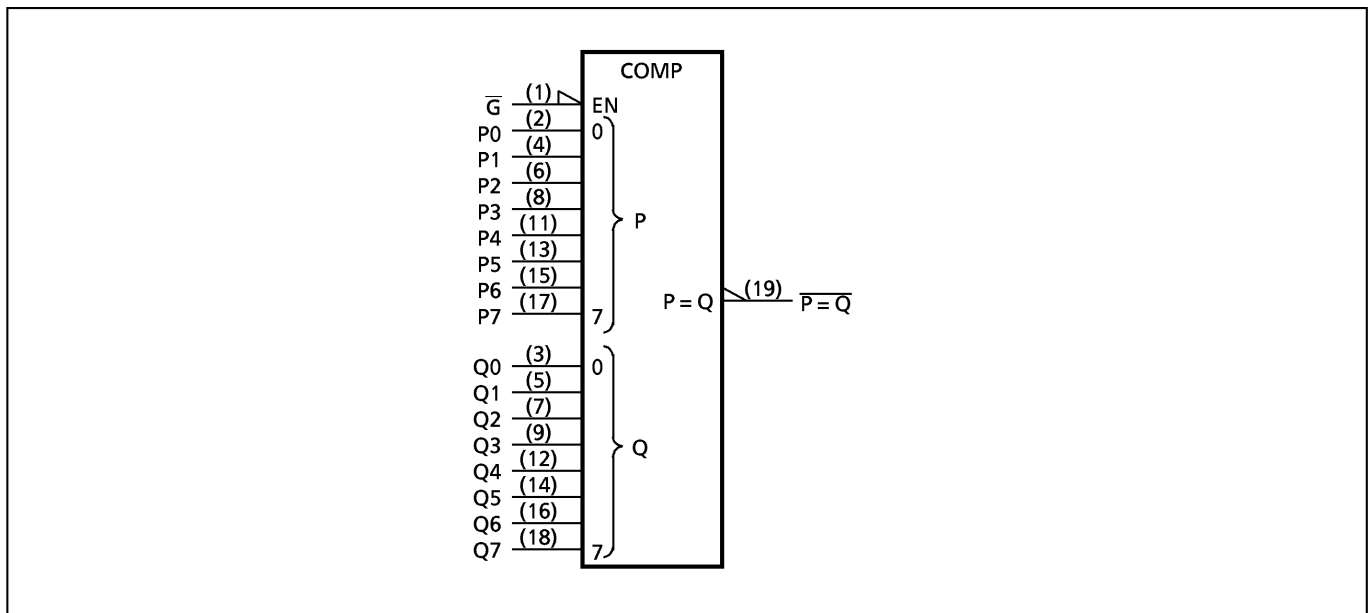 COMP
G̅ (1) EN
P0 (2) 0
P1 (4)
P2 (6)
P3 (8)
P4 (11) P
P5 (13)
P6 (15)
P7 (17) 7
P = Q (19) P̅ ̅=̅ ̅Q̅
Q0 (3) 0
Q1 (5)
Q2 (7)
Q3 (9) Q
Q4 (12)
Q5 (14)
Q6 (16)
Q7 (18) 7